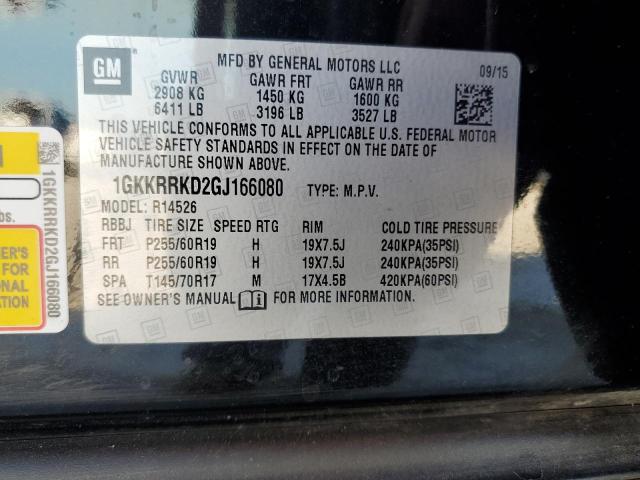 GM
MFD BY GENERAL MOTORS LLC
09/15
GVWR GAWR FRT GAWR RR
2908 KG 1450 KG 1600 KG
6411 LB 3196 LB 3527 LB
THIS VEHICLE CONFORMS TO ALL APPLICABLE U.S. FEDERAL MOTOR
VEHICLE SAFETY STANDARDS IN EFFECT ON THE DATE OF
MANUFACTURE SHOWN ABOVE.
1GKKRRKD2GJ166080 TYPE: M.P.V.
MODEL: R14526
RBBJ TIRE SIZE SPEED RTG RIM COLD TIRE PRESSURE
FRT P255/60R19 H 19X7.5J 240KPA(35PSI)
RR P255/60R19 H 19X7.5J 240KPA(35PSI)
SPA T145/70R17 M 17X4.5B 420KPA(60PSI)
SEE OWNER'S MANUAL FOR MORE INFORMATION.
1GKKRRKD2GJ166080
lbs.
FOR